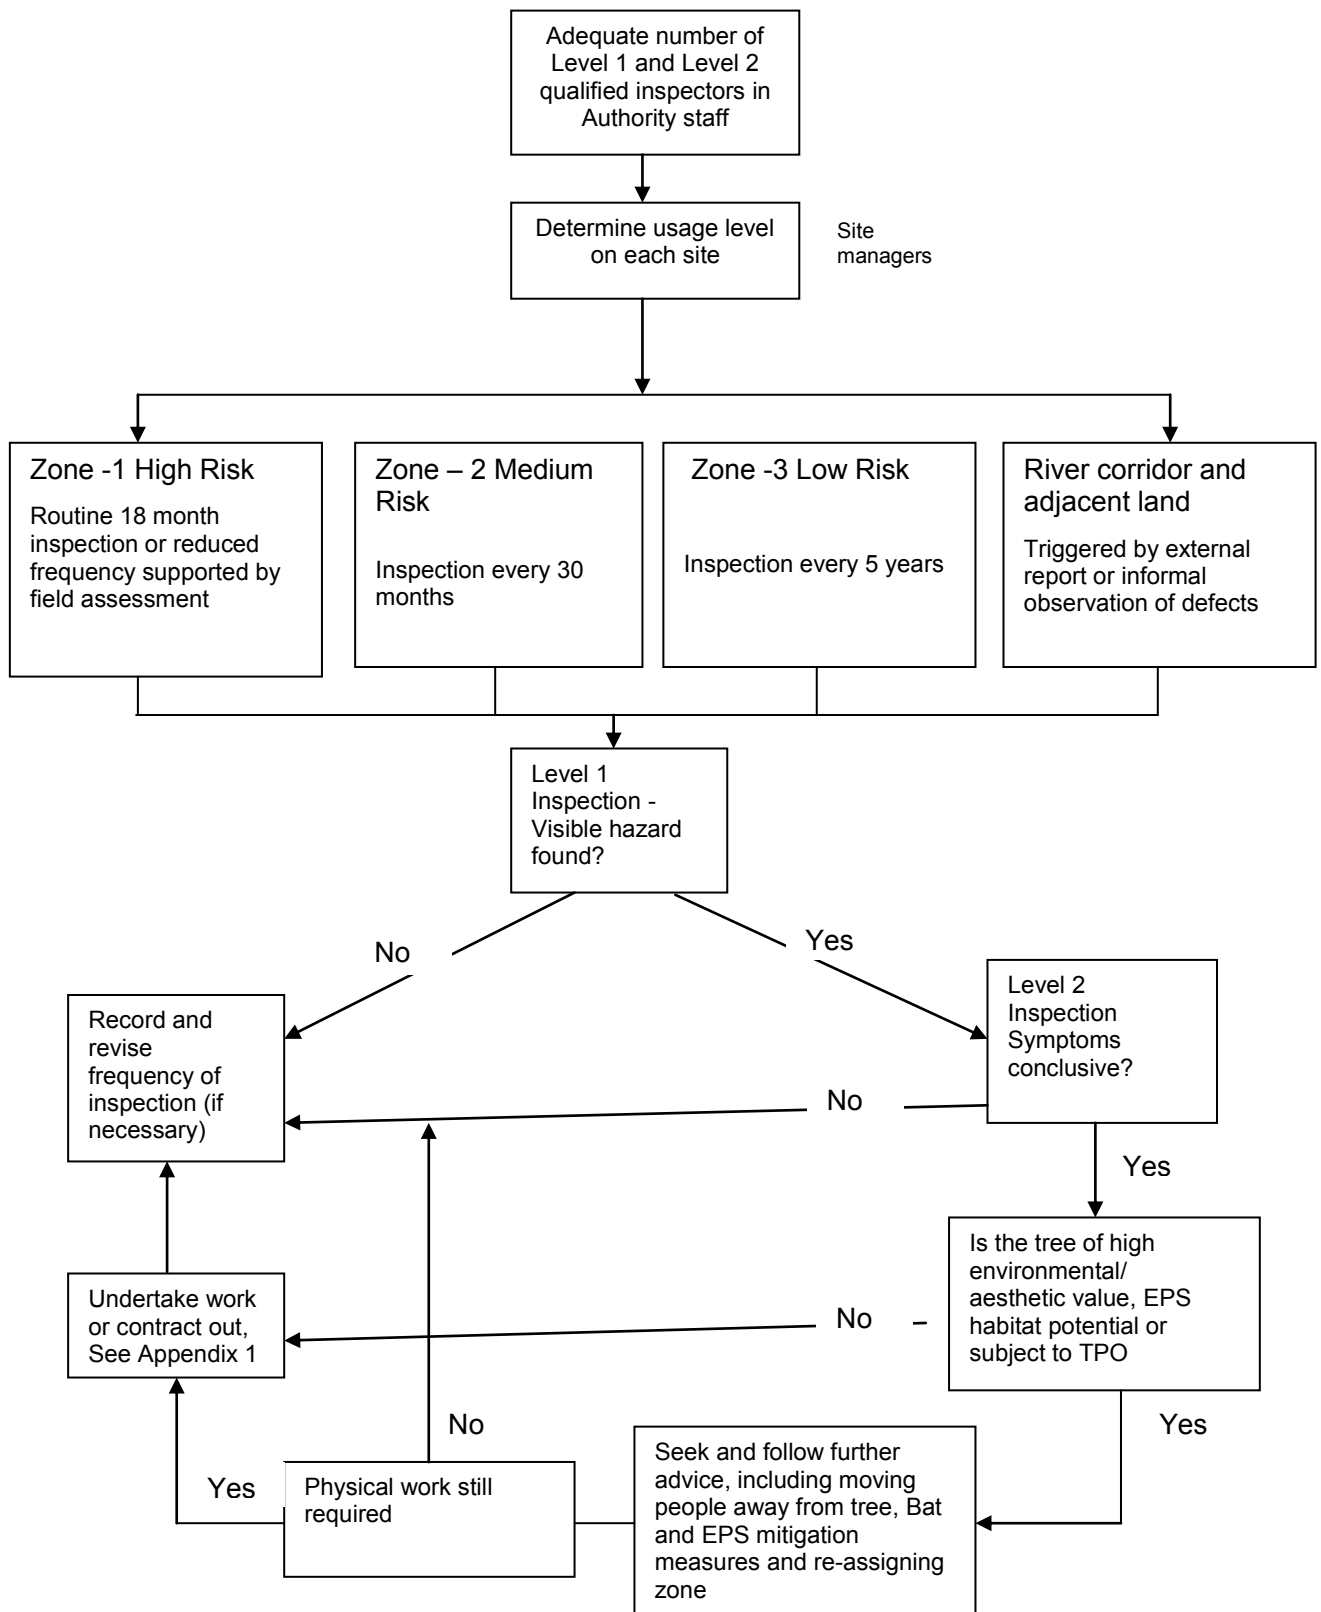 Adequate number of
Level 1 and Level 2
qualified inspectors in
Authority staff
Determine usage level
on each site
Site
managers
Zone -1 High Risk
Routine 18 month
inspection or reduced
frequency supported by
field assessment
Zone – 2 Medium
Risk
Inspection every 30
months
Zone -3 Low Risk
Inspection every 5 years
River corridor and
adjacent land
Triggered by external
report or informal
observation of defects
Level 1
Inspection -
Visible hazard
found?
No
Yes
Level 2
Inspection
Symptoms
conclusive?
Record and
revise
frequency of
inspection (if
necessary)
No
Yes
Is the tree of high
environmental/
aesthetic value, EPS
habitat potential or
subject to TPO
Undertake work
or contract out,
See Appendix 1
No
Yes
No
Seek and follow further
advice, including moving
people away from tree, Bat
and EPS mitigation
measures and re-assigning
zone
Physical work still
required
Yes